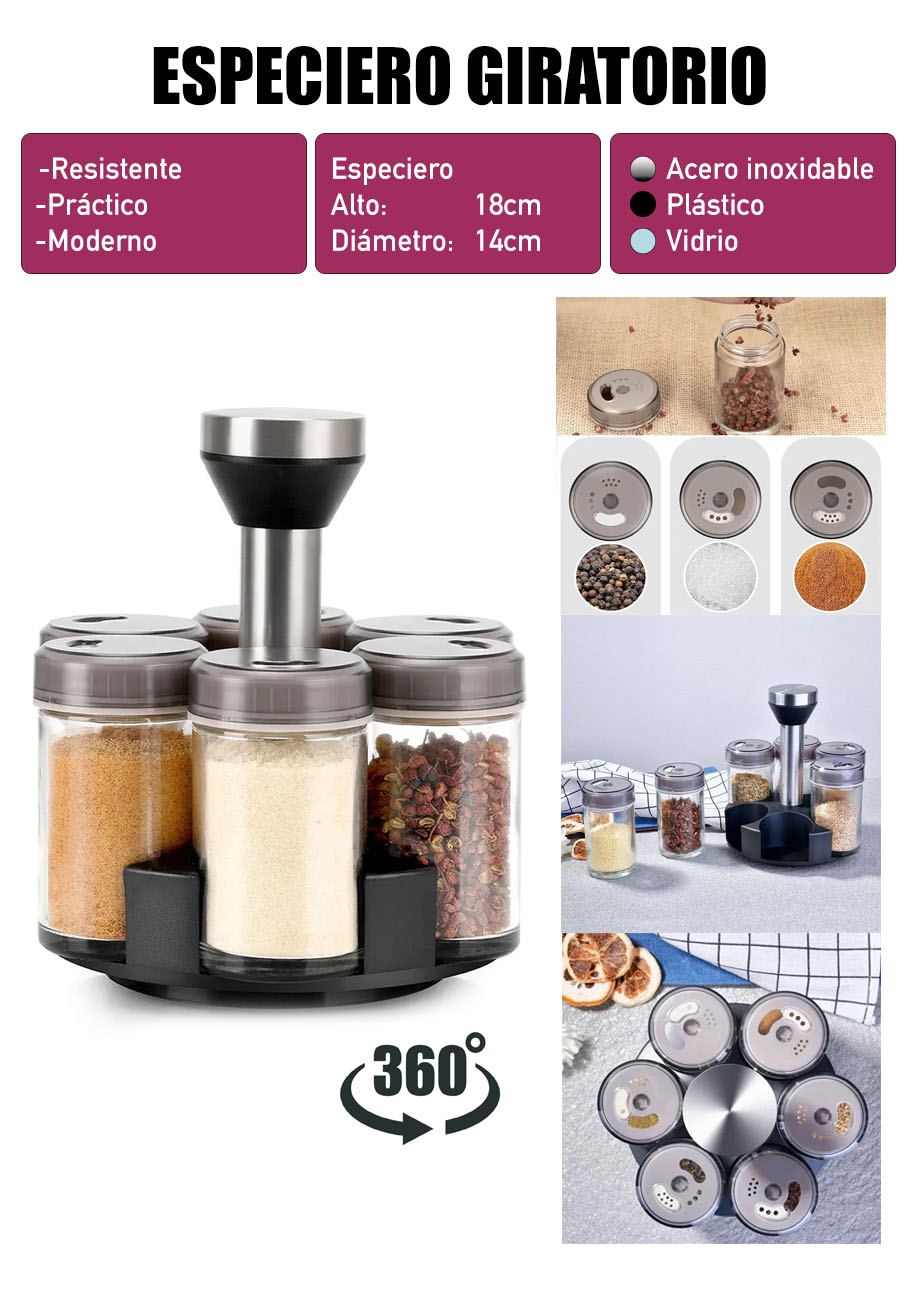 ESPECIERO GIRATORIO
-Resistente
-Práctico
-Moderno
Especiero
Alto: 18cm
Diámetro: 14cm
Acero inoxidable
Plástico
Vidrio
360°